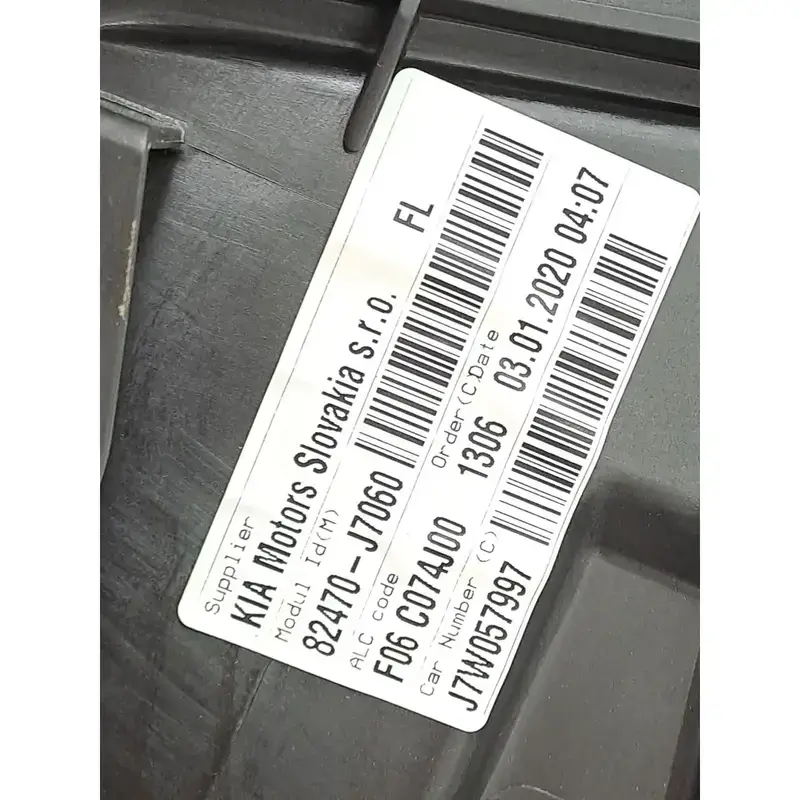 Supplier
KIA Motors Slovakia s.r.o. FL
Modul Id(M)
82470-J7060
ALC code Order(C)Date
F06 C074J00 1306 03.01.2020 04:07
Car Number (C)
J7W057997